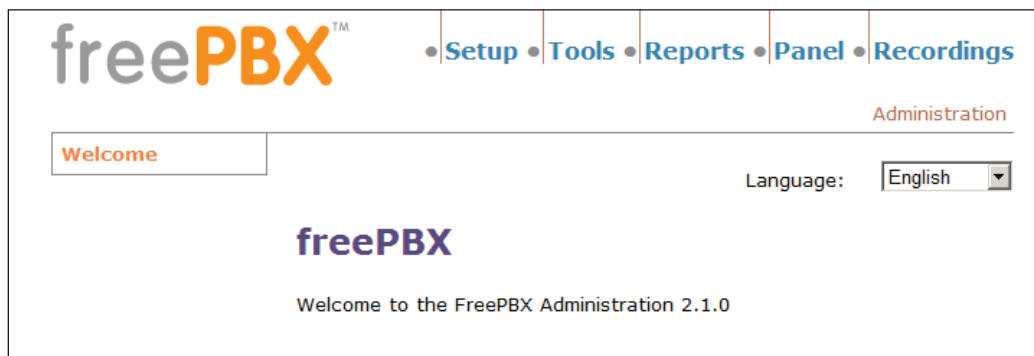 freePBX™
Setup Tools Reports Panel Recordings
Administration
Welcome
Language: English
freePBX
Welcome to the FreePBX Administration 2.1.0